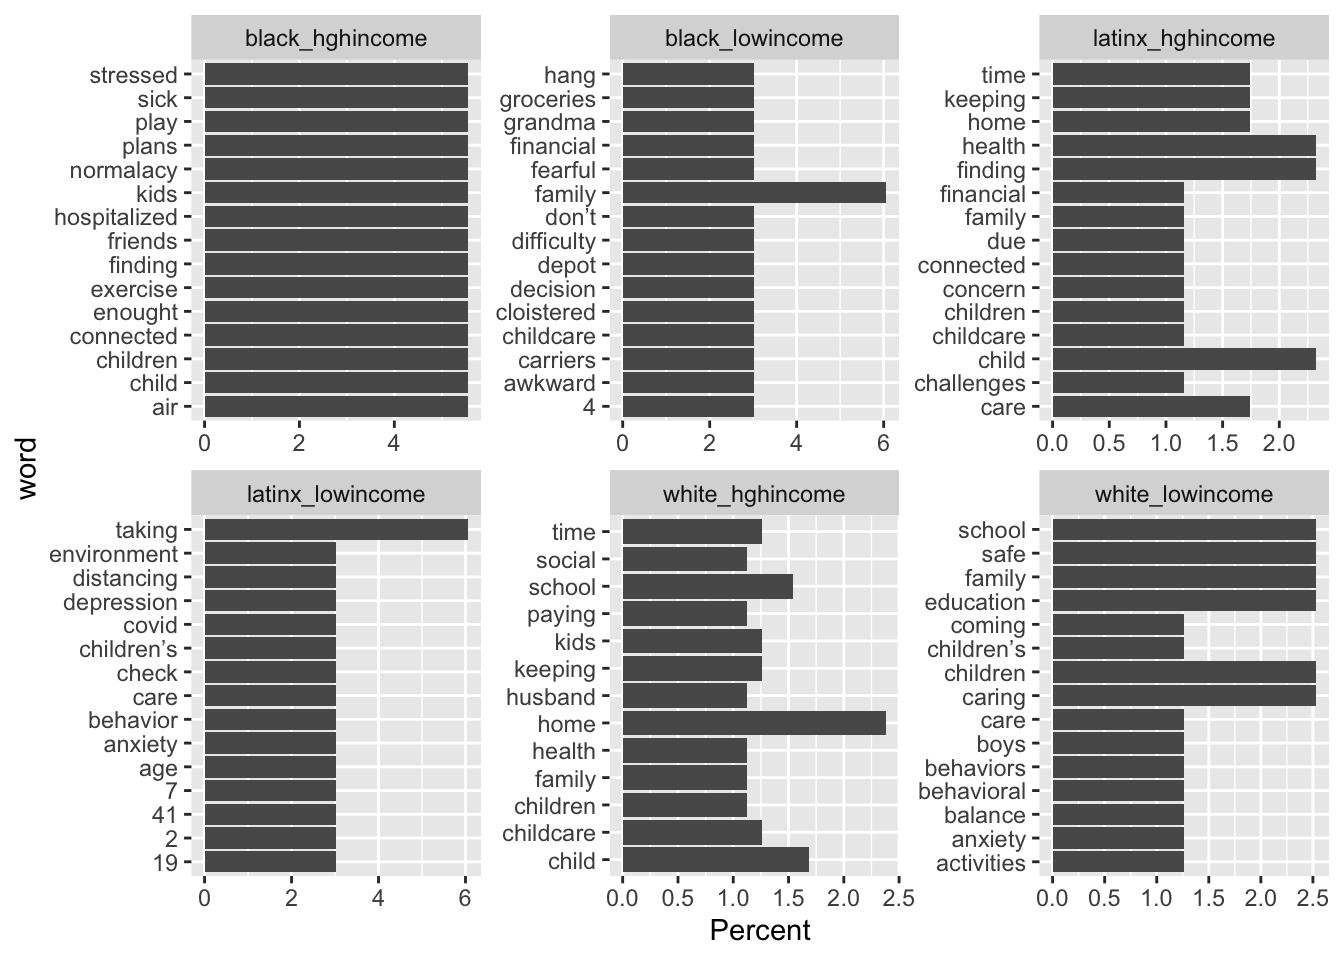 black_hghincome
stressed
sick
play
plans
normalacy
kids
hospitalized
friends
finding
exercise
enought
connected
children
child
air
0 2 4
black_lowincome
hang
groceries
grandma
financial
fearful
family
don’t
difficulty
depot
decision
cloistered
childcare
carriers
awkward
4
0 2 4 6
latinx_hghincome
time
keeping
home
health
finding
financial
family
due
connected
concern
children
childcare
child
challenges
care
0.0 0.5 1.0 1.5 2.0
latinx_lowincome
taking
environment
distancing
depression
covid
children’s
check
care
behavior
anxiety
age
7
41
2
19
0 2 4 6
white_hghincome
time
social
school
paying
kids
keeping
husband
home
health
family
children
childcare
child
0.0 0.5 1.0 1.5 2.0 2.5
white_lowincome
school
safe
family
education
coming
children’s
children
caring
care
boys
behaviors
behavioral
balance
anxiety
activities
0.0 0.5 1.0 1.5 2.0 2.5
word
Percent